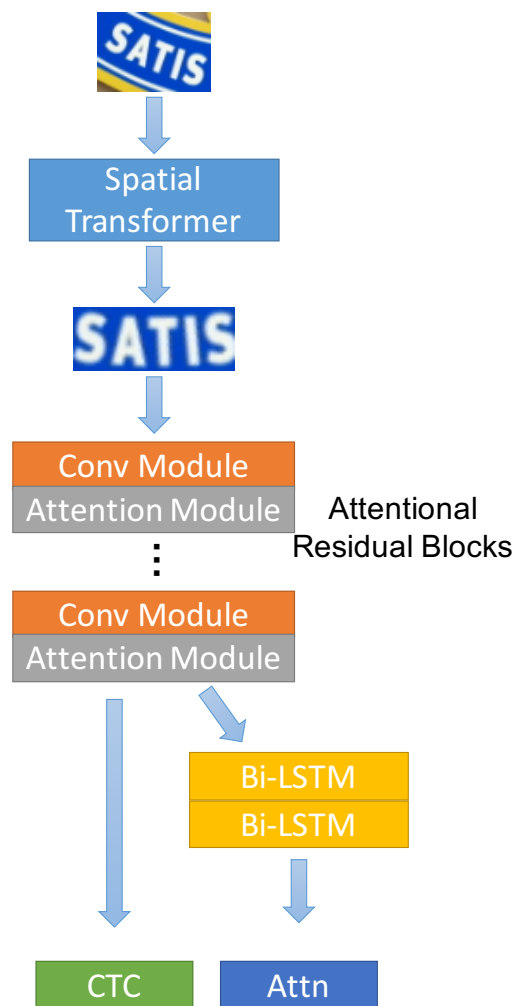 SATIS
Spatial
Transformer
SATIS
Conv Module
Attention Module
Attentional
Residual Blocks
⋮
Conv Module
Attention Module
Bi-LSTM
Bi-LSTM
CTC
Attn